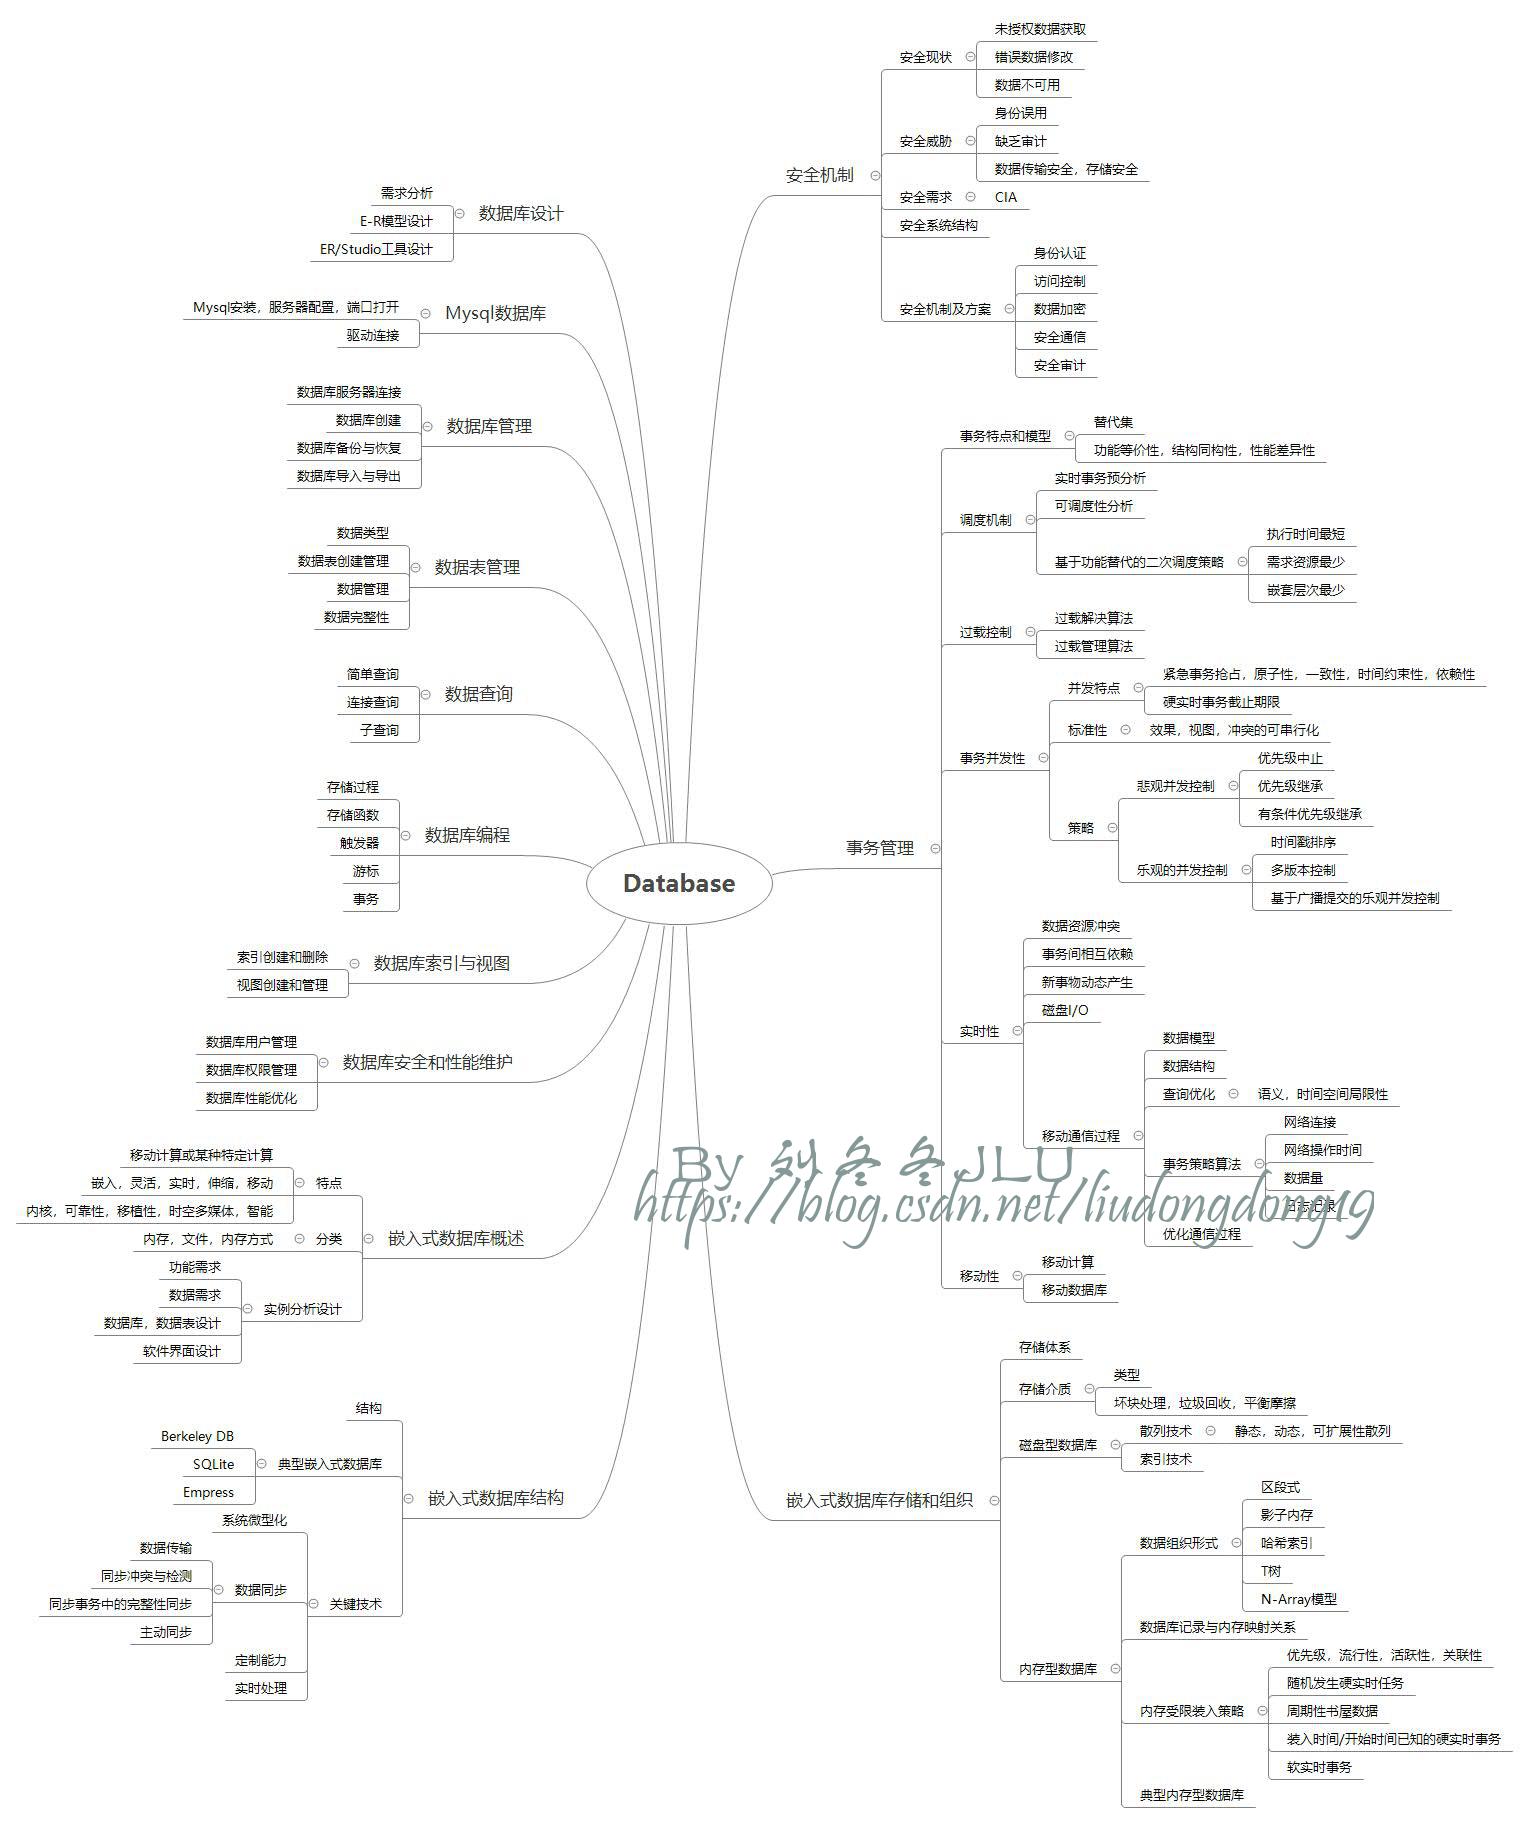 Database
数据库设计
需求分析
E-R模型设计
ER/Studio工具设计
Mysql数据库
Mysql安装，服务器配置，端口打开
驱动连接
数据库管理
数据库服务器连接
数据库创建
数据库备份与恢复
数据库导入与导出
数据表管理
数据类型
数据表创建管理
数据管理
数据完整性
数据查询
简单查询
连接查询
子查询
数据库编程
存储过程
存储函数
触发器
游标
事务
数据库索引与视图
索引创建和删除
视图创建和管理
数据库安全和性能维护
数据库用户管理
数据库权限管理
数据库性能优化
嵌入式数据库概述
特点
移动计算或某种特定计算
嵌入，灵活，实时，伸缩，移动
内核，可靠性，移植性，时空多媒体，智能
分类
内存，文件，内存方式
实例分析设计
功能需求
数据需求
数据库，数据表设计
软件界面设计
嵌入式数据库结构
结构
典型嵌入式数据库
Berkeley DB
SQLite
Empress
关键技术
系统微型化
数据同步
数据传输
同步冲突与检测
同步事务中的完整性同步
主动同步
定制能力
实时处理
安全机制
安全现状
未授权数据获取
错误数据修改
数据不可用
安全威胁
身份误用
缺乏审计
数据传输安全，存储安全
安全需求
CIA
安全系统结构
安全机制及方案
身份认证
访问控制
数据加密
安全通信
安全审计
事务管理
事务特点和模型
替代集
功能等价性，结构同构性，性能差异性
调度机制
实时事务预分析
可调度性分析
基于功能替代的二次调度策略
执行时间最短
需求资源最少
嵌套层次最少
过载控制
过载解决算法
过载管理算法
事务并发性
并发特点
紧急事务抢占，原子性，一致性，时间约束性，依赖性
硬实时事务截止期限
标准性
效果，视图，冲突的可串行化
策略
悲观并发控制
优先级中止
优先级继承
有条件优先级继承
乐观的并发控制
时间戳排序
多版本控制
基于广播提交的乐观并发控制
实时性
数据资源冲突
事务间相互依赖
新事物动态产生
磁盘I/O
移动通信过程
数据模型
数据结构
查询优化
语义，时间空间局限性
事务策略算法
网络连接
网络操作时间
数据量
日志记录
优化通信过程
移动性
移动计算
移动数据库
嵌入式数据库存储和组织
存储体系
存储介质
类型
坏块处理，垃圾回收，平衡摩擦
磁盘型数据库
散列技术
静态，动态，可扩展性散列
索引技术
内存型数据库
数据组织形式
区段式
影子内存
哈希索引
T树
N-Array模型
数据库记录与内存映射关系
内存受限装入策略
优先级，流行性，活跃性，关联性
随机发生硬实时任务
周期性书屋数据
装入时间/开始时间已知的硬实时事务
软实时事务
典型内存型数据库
By 刘冬冬JLU
https://blog.csdn.net/liudongdong19